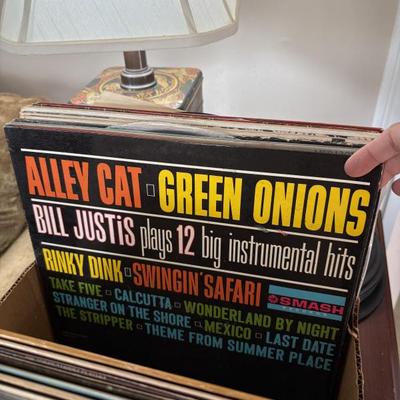 ALLEY CAT ▫ GREEN ONIONS
BILL JUSTIS plays 12 big instrumental hits
RINKY DINK ▫ SWINGIN' SAFARI
SMASH
RECORDS
TAKE FIVE ▫ CALCUTTA ▫ WONDERLAND BY NIGHT
STRANGER ON THE SHORE ▫ MEXICO ▫ LAST DATE
THE STRIPPER ▫ THEME FROM SUMMER PLACE